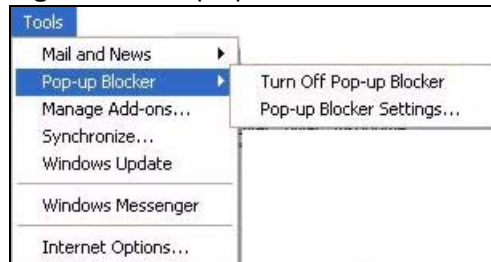 Tools
Mail and News
Pop-up Blocker
Turn Off Pop-up Blocker
Manage Add-ons...
Pop-up Blocker Settings...
Synchronize...
Windows Update
Windows Messenger
Internet Options...